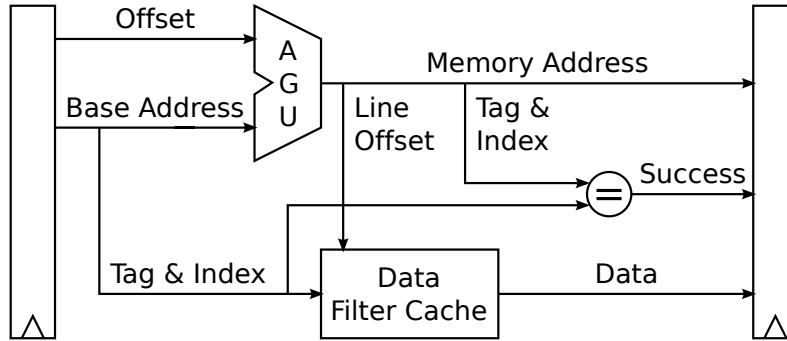 Offset
A
G
U
Memory Address
Base Address
Line
Offset
Tag &
Index
=
Success
Tag & Index
Data
Filter Cache
Data